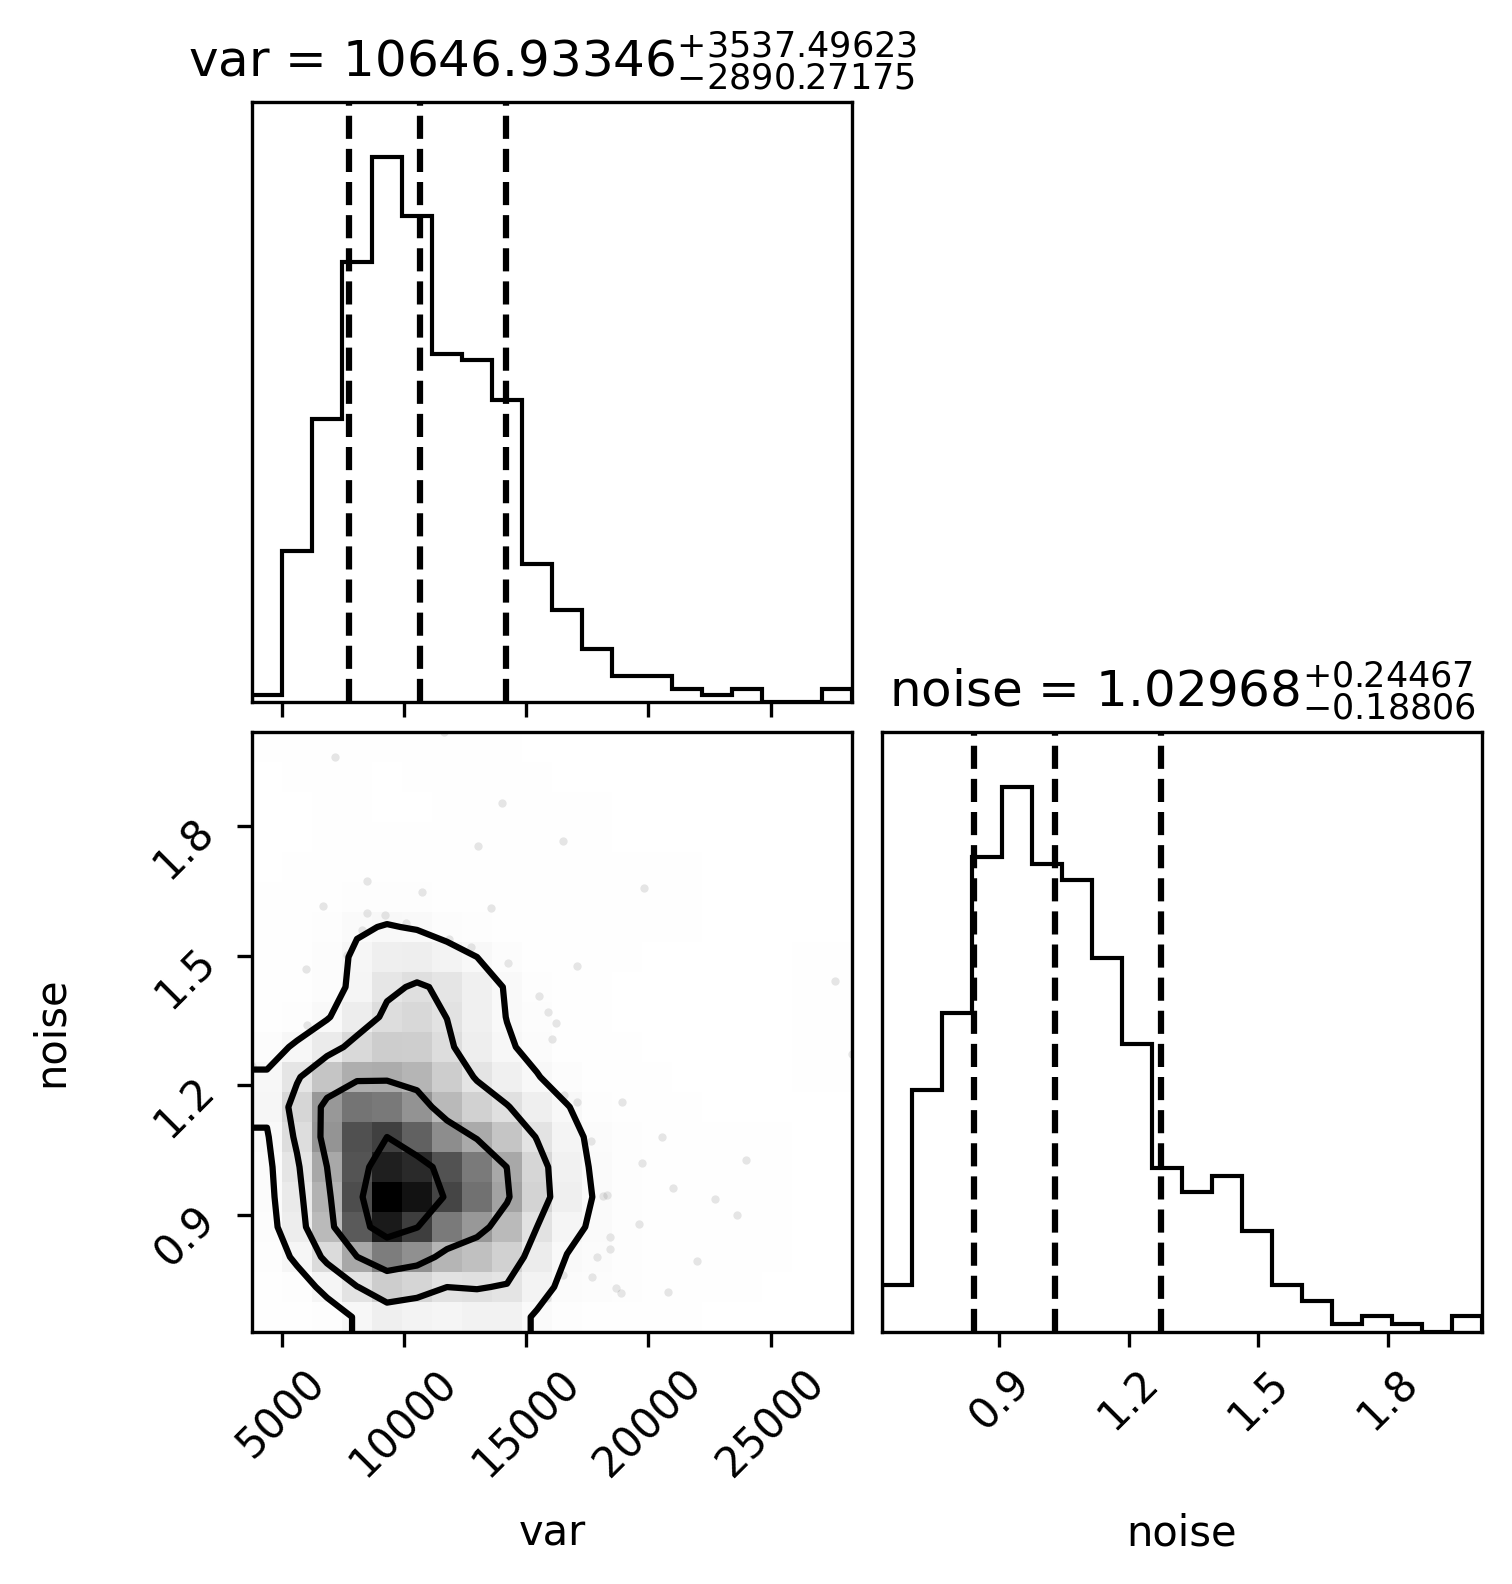 var = 10646.93346+3537.49623−2890.27175
noise = 1.02968+0.24467−0.18806
1.8
1.5
1.2
0.9
noise
5000 10000 15000 20000 25000
0.9 1.2 1.5 1.8
var
noise